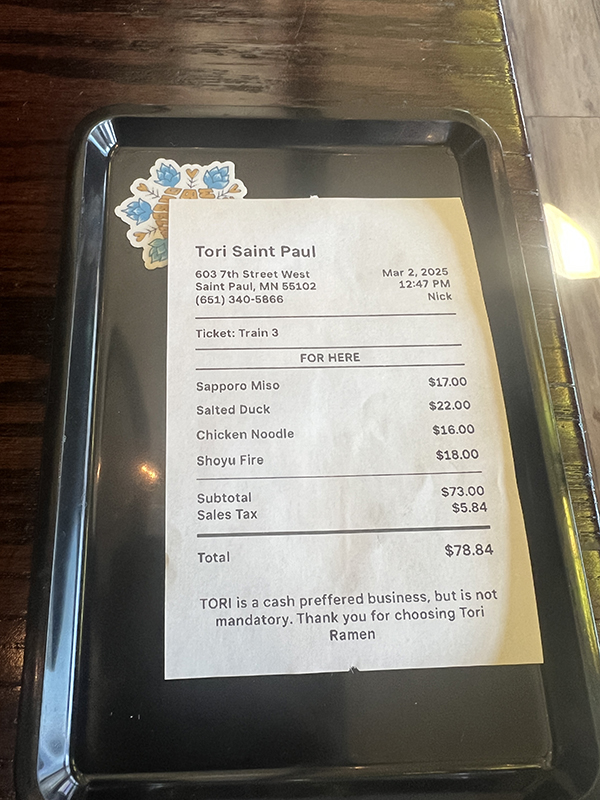 Tori Saint Paul
603 7th Street West
Saint Paul, MN 55102
(651) 340-5866
Mar 2, 2025
12:47 PM
Nick
Ticket: Train 3
FOR HERE
Sapporo Miso $17.00
Salted Duck $22.00
Chicken Noodle $16.00
Shoyu Fire $18.00
Subtotal $73.00
Sales Tax $5.84
Total $78.84
TORI is a cash preffered business, but is not
mandatory. Thank you for choosing Tori
Ramen